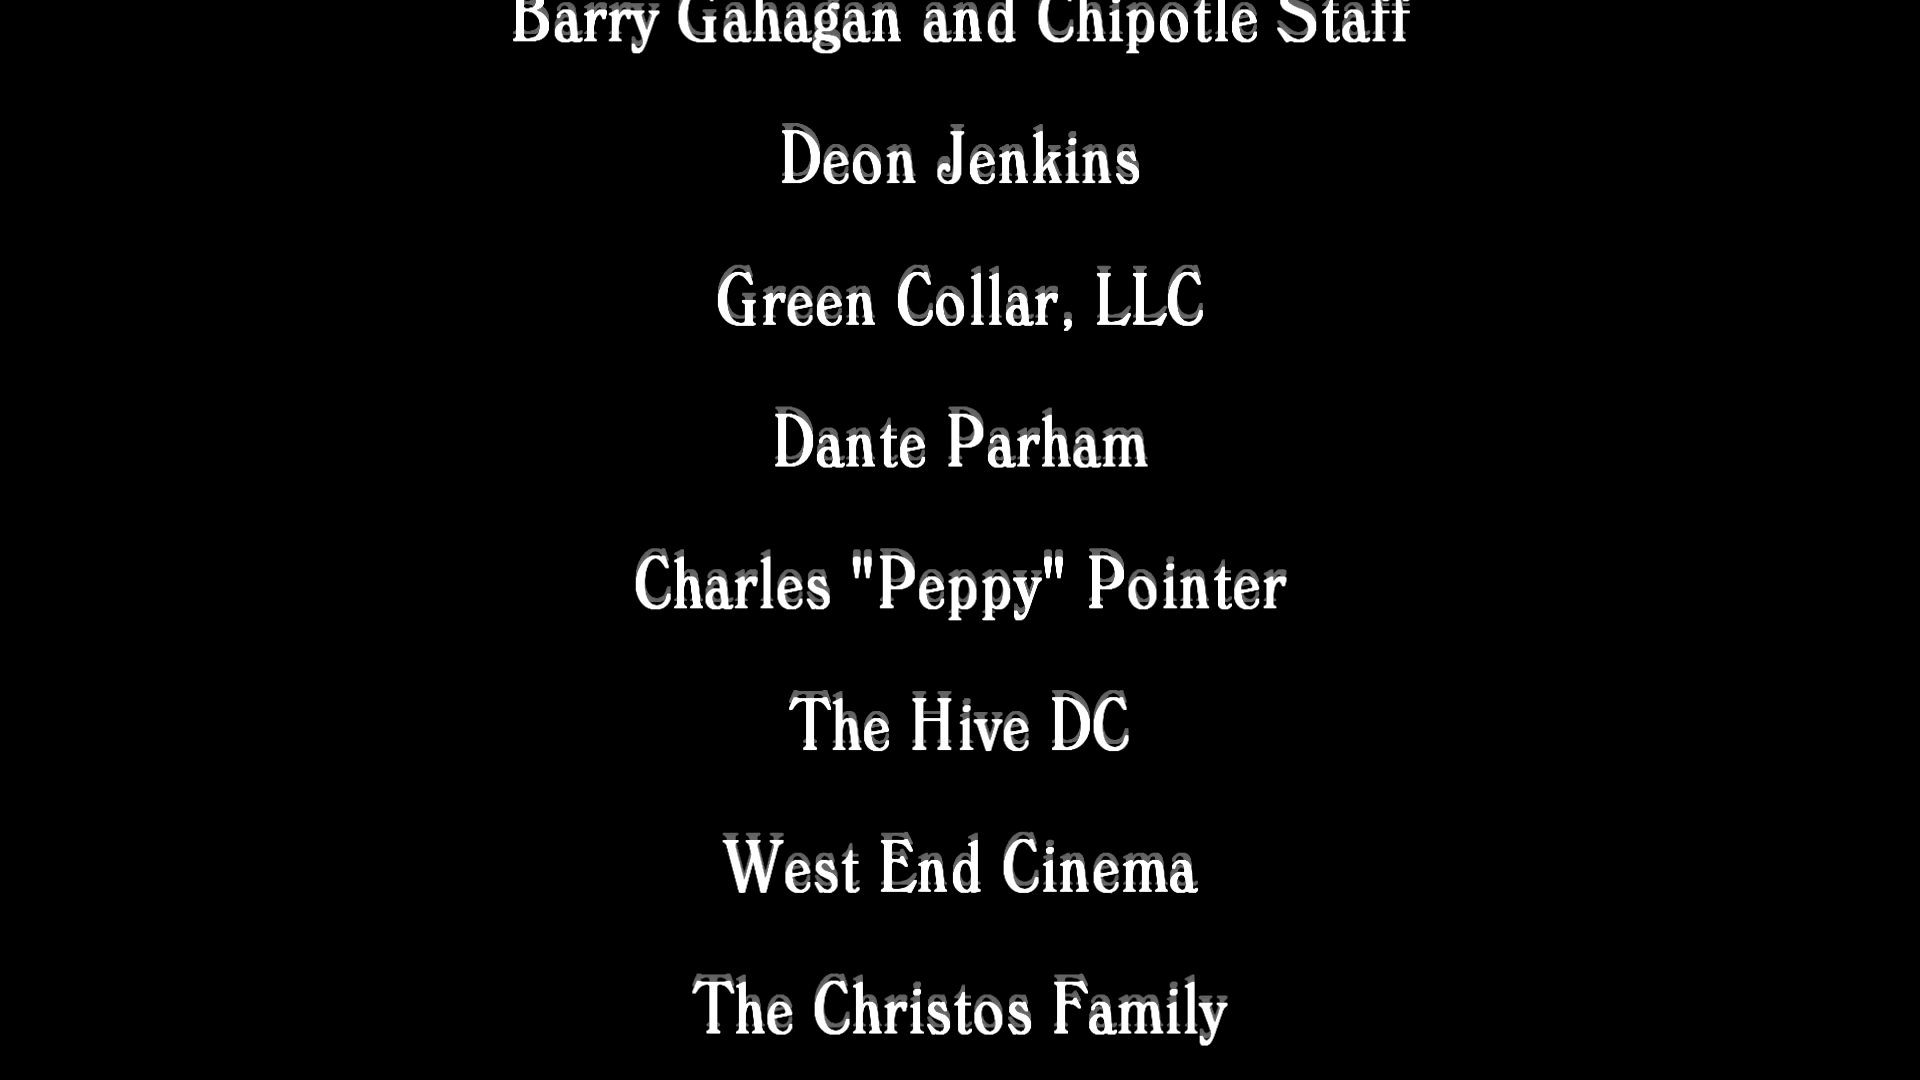 Barry Gahagan and Chipotle Staff
Deon Jenkins
Green Collar, LLC
Dante Parham
Charles "Peppy" Pointer
The Hive DC
West End Cinema
The Christos Family